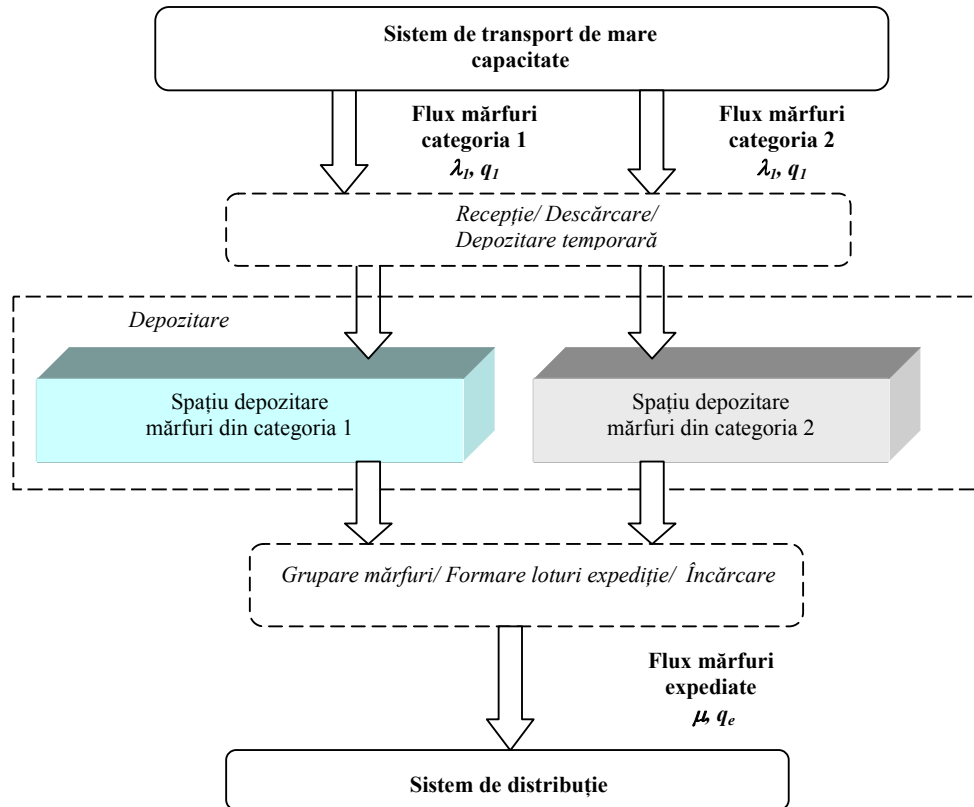 Sistem de transport de mare
capacitate
Flux mărfuri
categoria 1
λ1, q1
Flux mărfuri
categoria 2
λ1, q1
Recepție/ Descărcare/
Depozitare temporară
Depozitare
Spațiu depozitare
mărfuri din categoria 1
Spațiu depozitare
mărfuri din categoria 2
Grupare mărfuri/ Formare loturi expediție/ Încărcare
Flux mărfuri
expediate
μ, qe
Sistem de distribuție